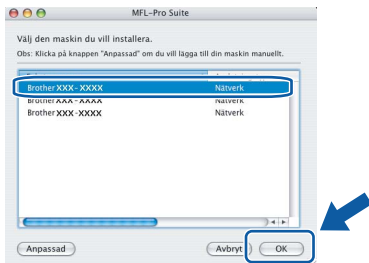 MFL-Pro Suite
Välj den maskin du vill installera.
Obs: Klicka på knappen "Anpassad" om du vill lägga till din maskin manuellt.
Brother XXX-XXXX Nätverk
Brother XXX-XXXX Nätverk
Brother XXX-XXXX Nätverk
Anpassad Avbryt OK